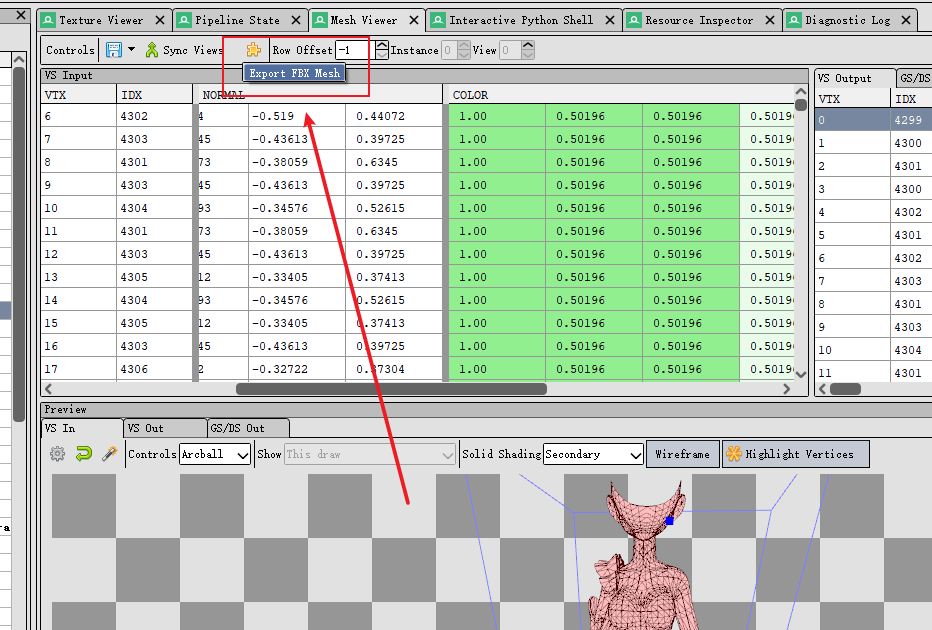 Texture Viewer Pipeline State Mesh Viewer Interactive Python Shell Resource Inspector Diagnostic Log
Controls Sync Views Row Offset -1 Instance 0 View 0
Export FBX Mesh
VS Input
VTX IDX NORMAL COLOR
6 4302 4 -0.519 0.44072 1.00 0.50196 0.50196 0.5019
7 4303 45 -0.43613 0.39725 1.00 0.50196 0.50196 0.5019
8 4301 73 -0.38059 0.6345 1.00 0.50196 0.50196 0.5019
9 4303 45 -0.43613 0.39725 1.00 0.50196 0.50196 0.5019
10 4304 93 -0.34576 0.52615 1.00 0.50196 0.50196 0.5019
11 4301 73 -0.38059 0.6345 1.00 0.50196 0.50196 0.5019
12 4303 45 -0.43613 0.39725 1.00 0.50196 0.50196 0.5019
13 4305 12 -0.33405 0.37413 1.00 0.50196 0.50196 0.5019
14 4304 93 -0.34576 0.52615 1.00 0.50196 0.50196 0.5019
15 4305 12 -0.33405 0.37413 1.00 0.50196 0.50196 0.5019
16 4303 45 -0.43613 0.39725 1.00 0.50196 0.50196 0.5019
17 4306 2 -0.32722 0.37304 1.00 0.50196 0.50196 0.5019
VS Output GS/DS
VTX IDX
0 4299
1 4300
2 4301
3 4300
4 4302
5 4301
6 4302
7 4303
8 4301
9 4303
10 4304
11 4301
Preview
VS In VS Out GS/DS Out
Controls Arcball Show This draw Solid Shading Secondary Wireframe Highlight Vertices
ra